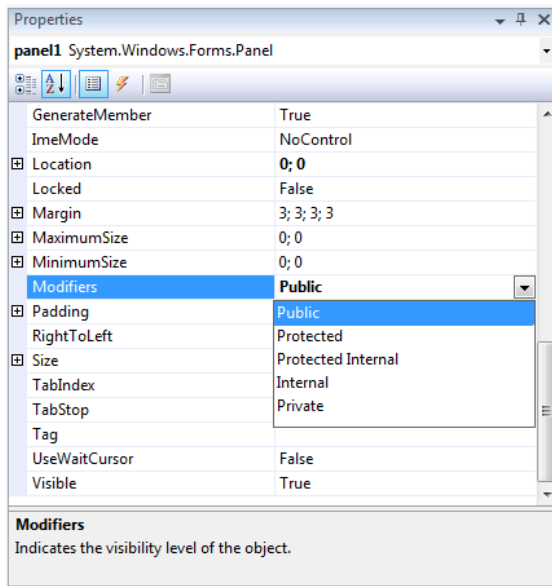 Properties
panel1 System.Windows.Forms.Panel
GenerateMember True
ImeMode NoControl
Location 0; 0
Locked False
Margin 3; 3; 3; 3
MaximumSize 0; 0
MinimumSize 0; 0
Modifiers Public
Padding Public
RightToLeft Protected
Size Protected Internal
TabIndex Internal
TabStop Private
Tag
UseWaitCursor False
Visible True
Modifiers
Indicates the visibility level of the object.